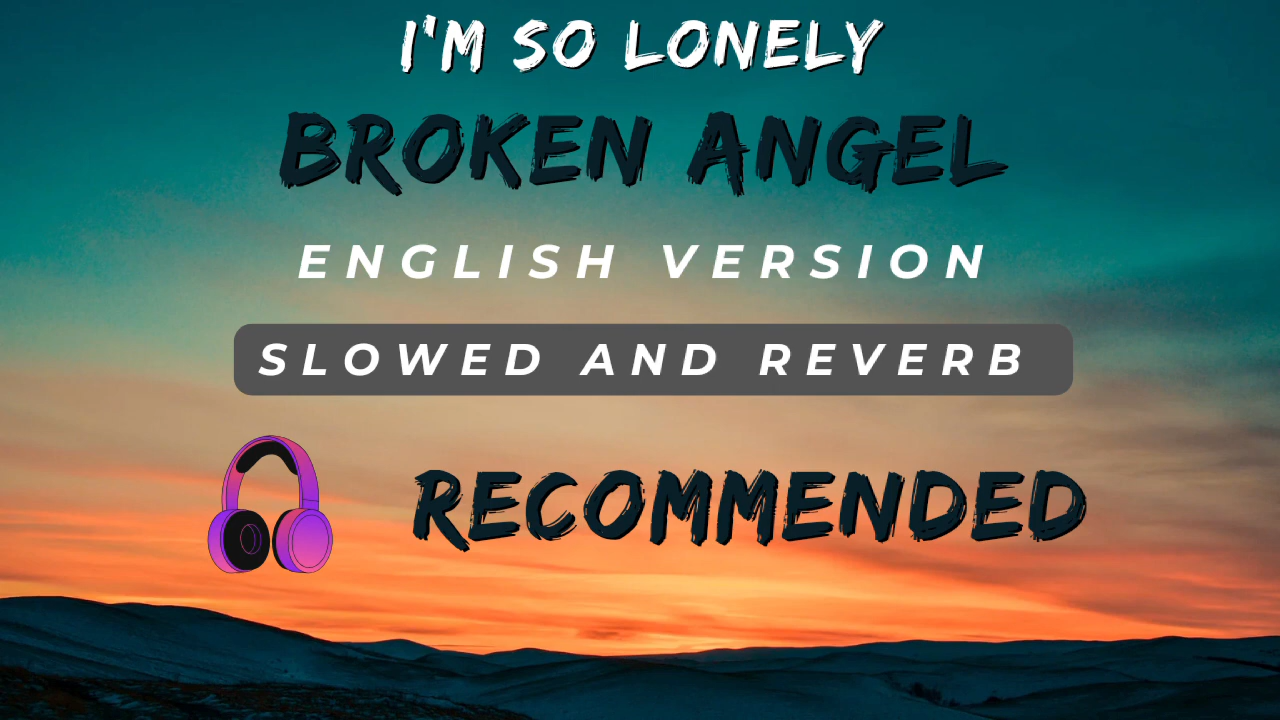 I'M SO LONELY
BROKEN ANGEL
ENGLISH VERSION
SLOWED AND REVERB
RECOMMENDED